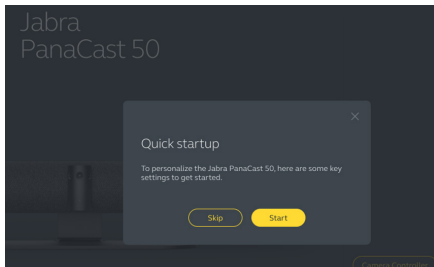 Jabra
PanaCast 50
Quick startup
To personalize the Jabra PanaCast 50, here are some key
settings to get started.
Skip
Start
Camera Controller